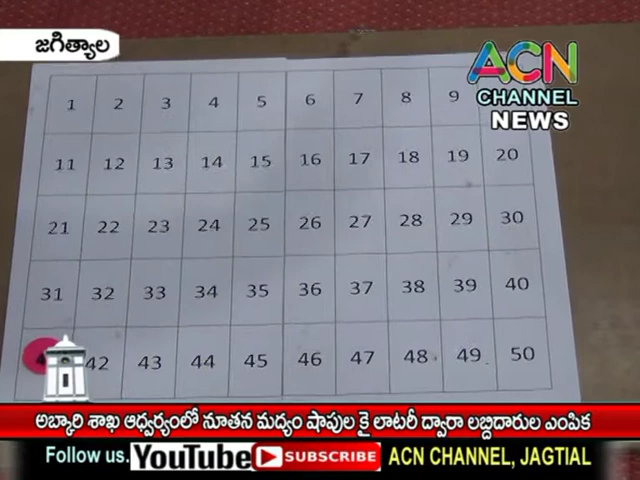 జగిత్యాల
ACN
CHANNEL
NEWS
1 2 3 4 5 6 7 8 9
11 12 13 14 15 16 17 18 19 20
21 22 23 24 25 26 27 28 29 30
31 32 33 34 35 36 37 38 39 40
42 43 44 45 46 47 48 49 50
అబ్కారి శాఖ ఆధ్వర్యంలో నూతన మద్యం షాపుల కై లాటరీ ద్వారా లబ్దిదారుల ఎంపిక
Follow us. YouTube SUBSCRIBE ACN CHANNEL, JAGTIAL